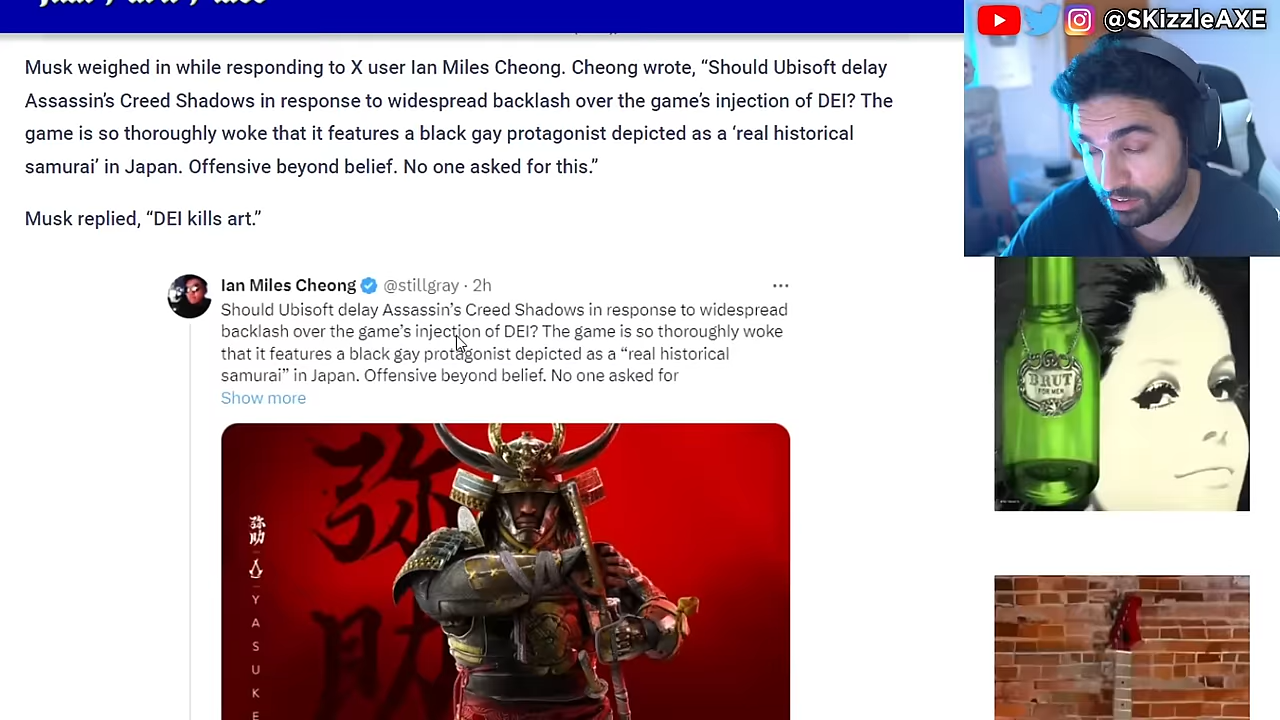 @SKizzleAXE
Musk weighed in while responding to X user Ian Miles Cheong. Cheong wrote, “Should Ubisoft delay
Assassin’s Creed Shadows in response to widespread backlash over the game’s injection of DEI? The
game is so thoroughly woke that it features a black gay protagonist depicted as a ‘real historical
samurai’ in Japan. Offensive beyond belief. No one asked for this.”
Musk replied, “DEI kills art.”
Ian Miles Cheong @stillgray · 2h
Should Ubisoft delay Assassin’s Creed Shadows in response to widespread
backlash over the game’s injection of DEI? The game is so thoroughly woke
that it features a black gay protagonist depicted as a “real historical
samurai” in Japan. Offensive beyond belief. No one asked for
Show more
弥助
弥助
YASUKE
BRUT
FOR MEN